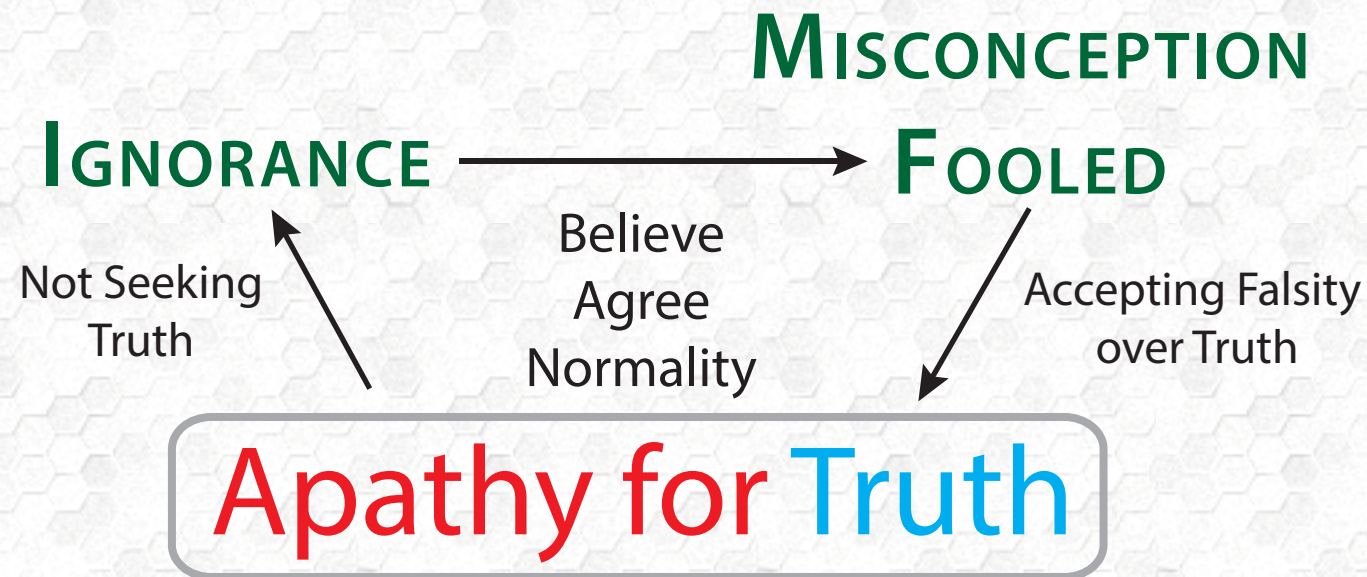 MISCONCEPTION
IGNORANCE
FOOLED
Believe
Agree
Normality
Not Seeking
Truth
Accepting Falsity
over Truth
Apathy for Truth